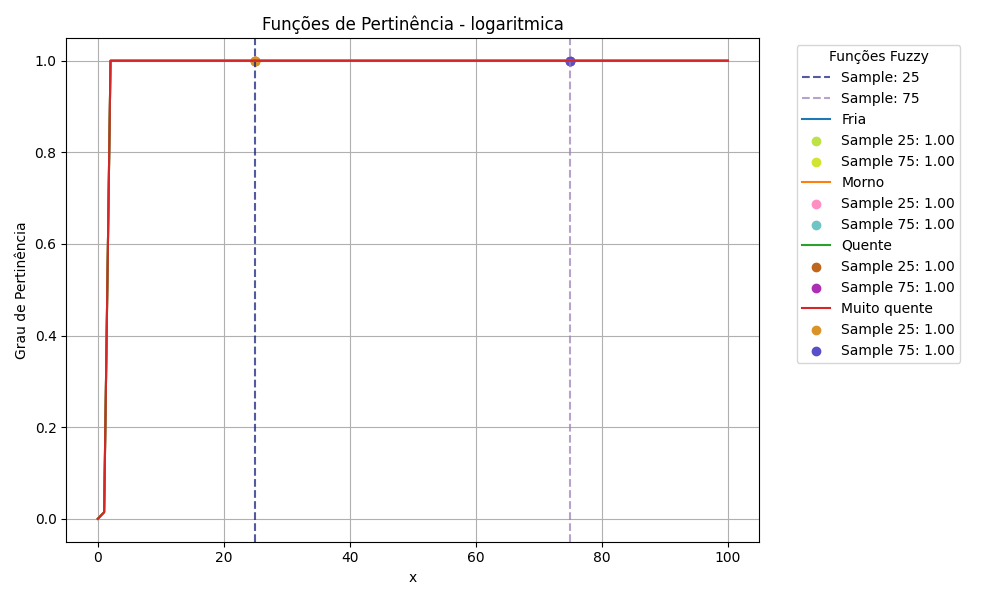 Funções de Pertinência - logaritmica
1.0
0.8
0.6
0.4
0.2
0.0
Grau de Pertinência
0 20 40 60 80 100
x
Funções Fuzzy
Sample: 25
Sample: 75
Fria
Sample 25: 1.00
Sample 75: 1.00
Morno
Sample 25: 1.00
Sample 75: 1.00
Quente
Sample 25: 1.00
Sample 75: 1.00
Muito quente
Sample 25: 1.00
Sample 75: 1.00